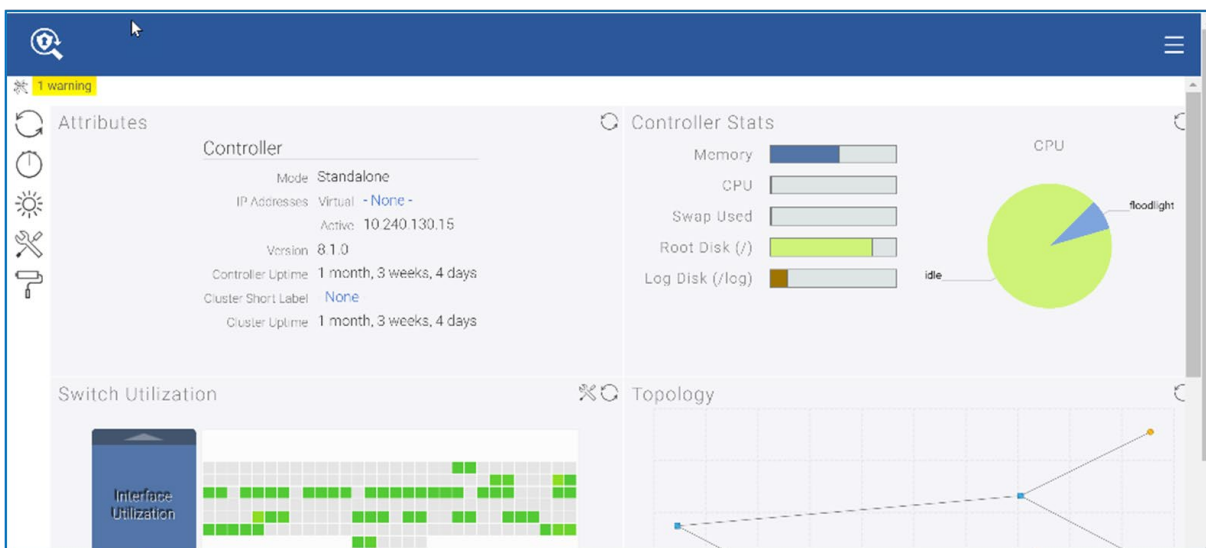 1 warning
Attributes
Controller
Mode Standalone
IP Addresses Virtual - None -
Active 10.240.130.15
Version 8.1.0
Controller Uptime 1 month, 3 weeks, 4 days
Cluster Short Label None
Cluster Uptime 1 month, 3 weeks, 4 days
Controller Stats
Memory
CPU
Swap Used
Root Disk (/)
Log Disk (/log)
CPU
floodlight
idle
Switch Utilization
Interface
Utilization
Topology